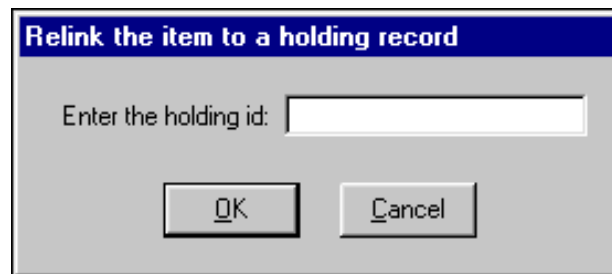 Relink the item to a holding record
Enter the holding id:
OK Cancel